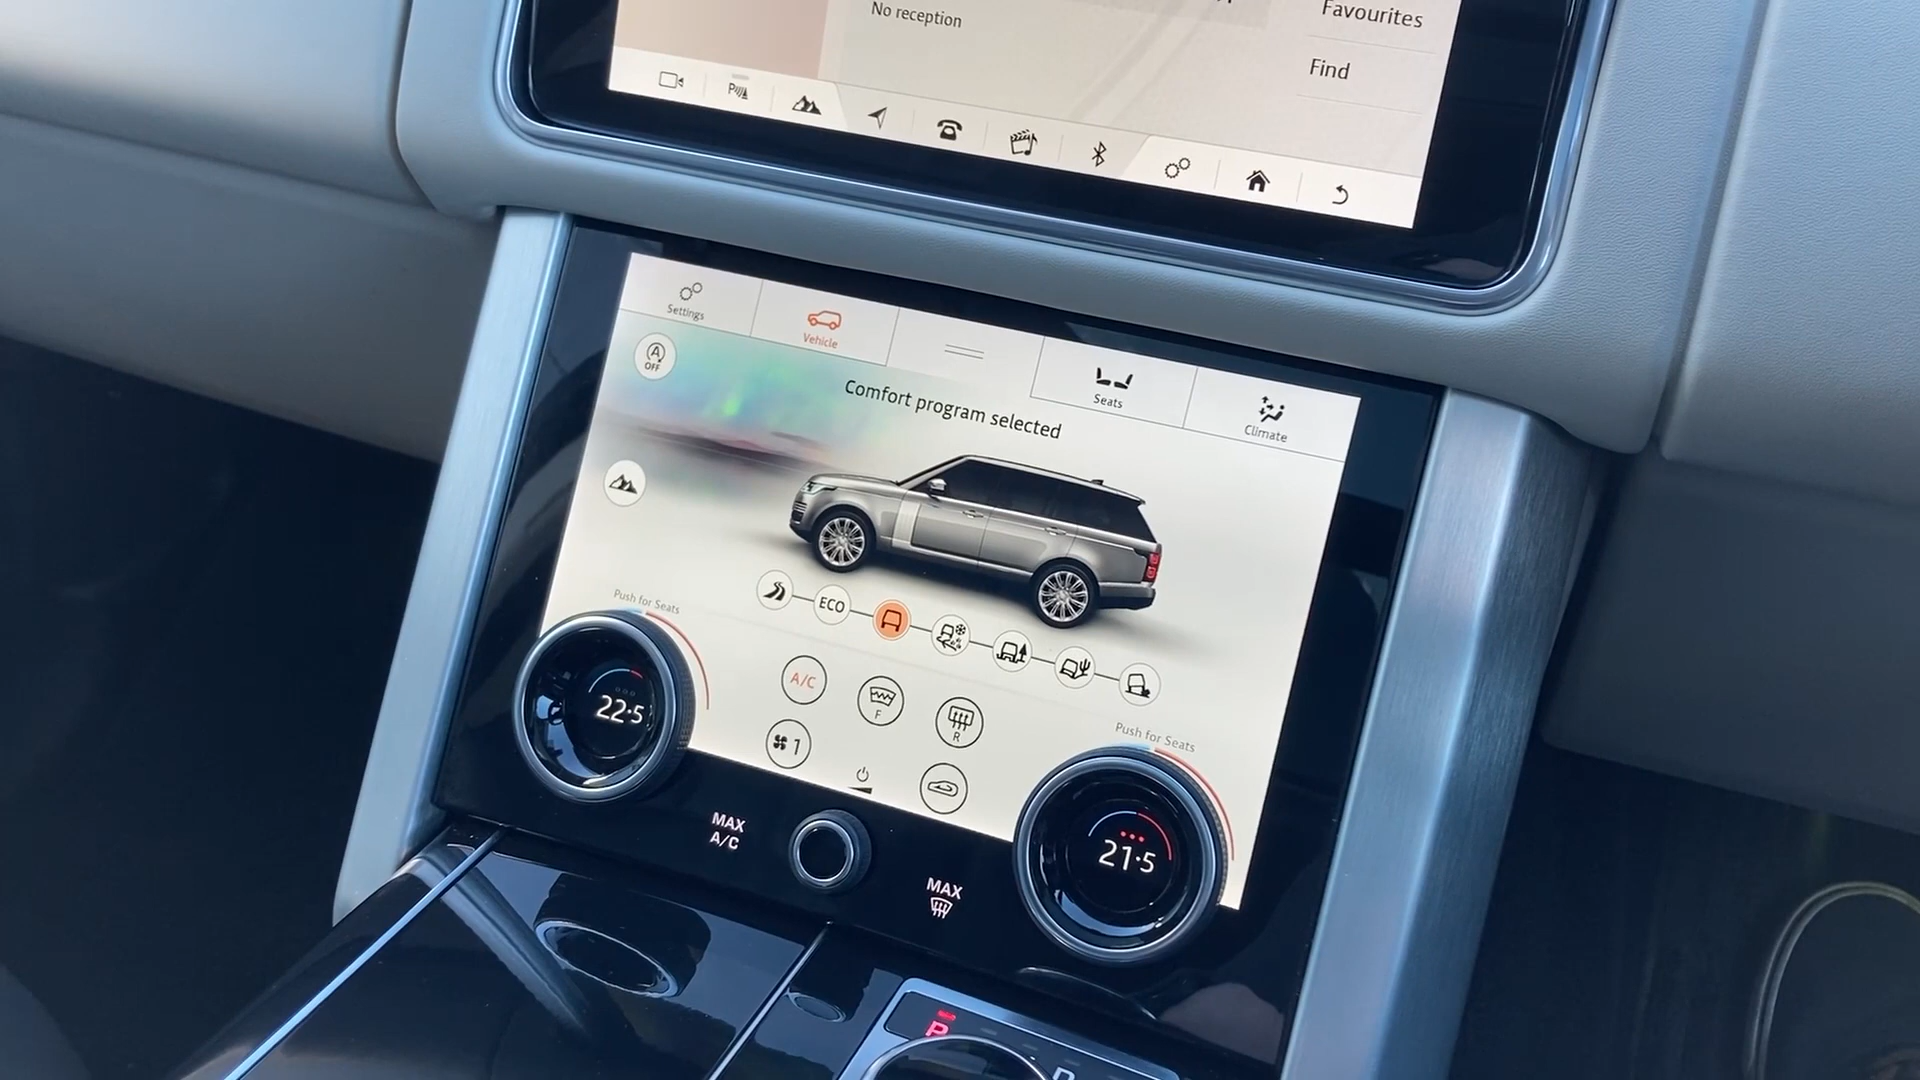 No reception
Favourites
Find
Settings
Vehicle
Seats
Climate
A
OFF
Comfort program selected
ECO
Push for Seats
22·5
A/C
F
R
1
Push for Seats
21·5
MAX
A/C
MAX
P